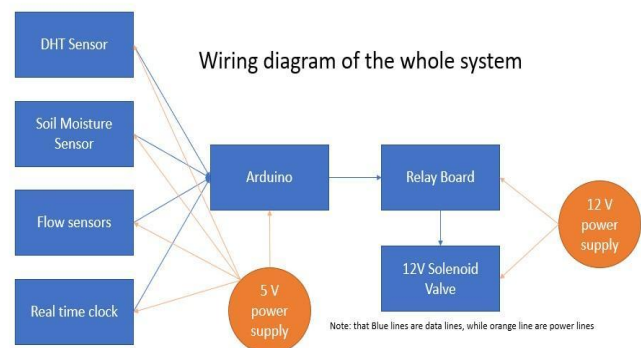 DHT Sensor
Wiring diagram of the whole system
Soil Moisture
Sensor
Arduino
Relay Board
Flow sensors
12 V
power
supply
12V Solenoid
Valve
Real time clock
5 V
power
supply
Note: that Blue lines are data lines, while orange line are power lines